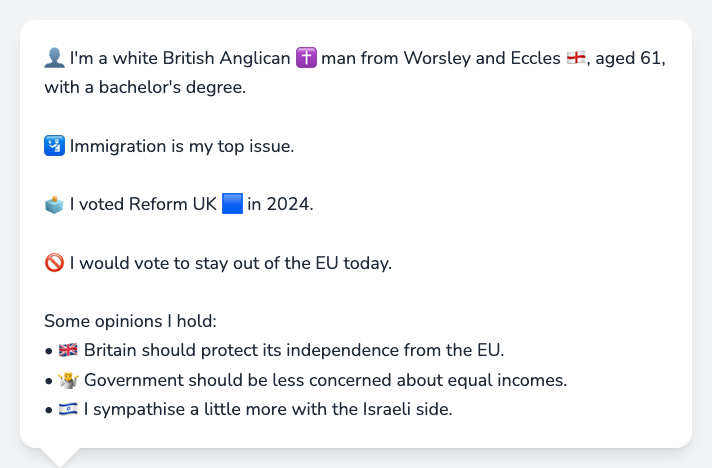 👤 I'm a white British Anglican ✝️ man from Worsley and Eccles 🏴󠁧󠁢󠁥󠁮󠁧󠁿, aged 61,
with a bachelor's degree.
🛂 Immigration is my top issue.
🗳️ I voted Reform UK 🟦 in 2024.
🚫 I would vote to stay out of the EU today.
Some opinions I hold:
• 🇬🇧 Britain should protect its independence from the EU.
• 🤷 Government should be less concerned about equal incomes.
• 🇮🇱 I sympathise a little more with the Israeli side.